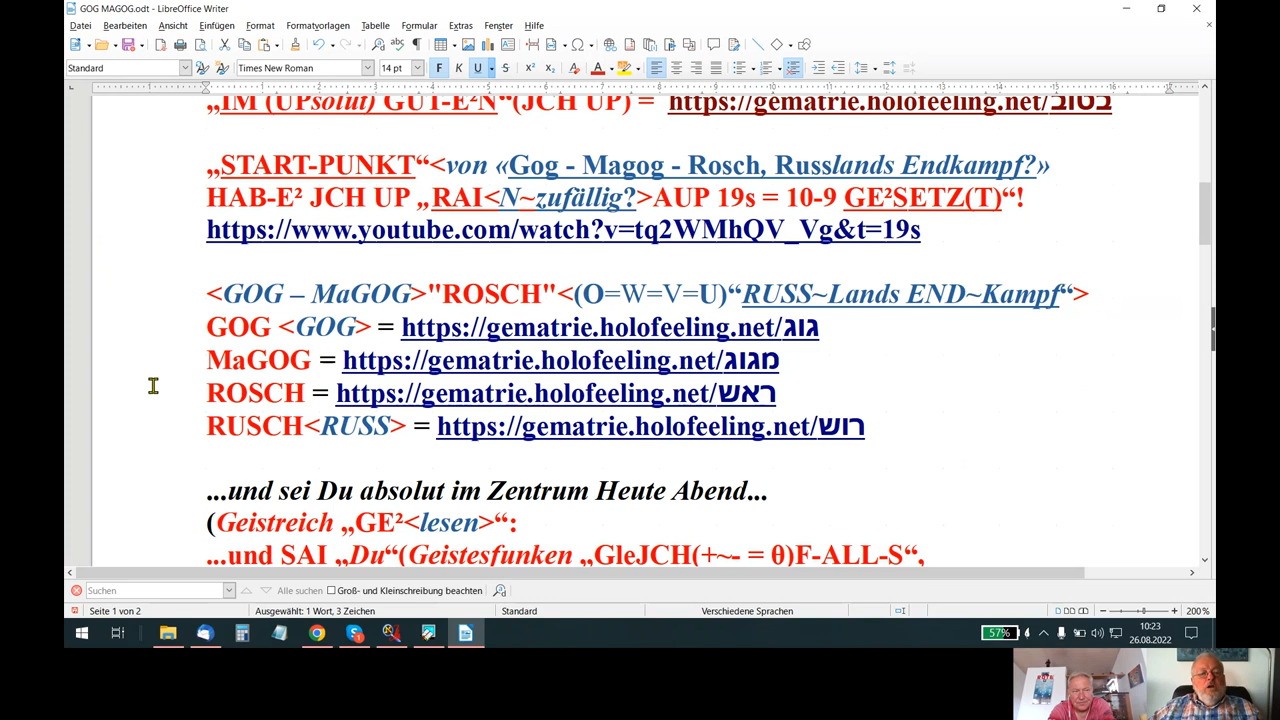 GOG MAGOG.odt - LibreOffice Writer
Datei Bearbeiten Ansicht Einfügen Format Formatvorlagen Tabelle Formular Extras Fenster Hilfe
Standard Times New Roman 14 pt F K U S
„IM (UPsolut) GUT-E²N“(JCH UP) = https://gematrie.holofeeling.net/בטוב
„START-PUNKT“<von «Gog - Magog - Rosch, Russlands Endkampf?»
HAB-E² JCH UP „RAI<N~zufällig?>AUP 19s = 10-9 GE²SETZ(T)“!
https://www.youtube.com/watch?v=tq2WMhQV_Vg&t=19s
<GOG – MaGOG>"ROSCH"<(O=W=V=U)“RUSS~Lands END~Kampf“>
GOG <GOG> = https://gematrie.holofeeling.net/גוג
MaGOG = https://gematrie.holofeeling.net/מגוג
ROSCH = https://gematrie.holofeeling.net/ראש
RUSCH<RUSS> = https://gematrie.holofeeling.net/רוש
...und sei Du absolut im Zentrum Heute Abend...
(Geistreich „GE²<lesen>“:
...und SAI „Du“(Geistesfunken „GleJCH(+~- = θ)F-ALL-S“,
Suchen Alle suchen Groß- und Kleinschreibung beachten
Seite 1 von 2 Ausgewählt: 1 Wort, 3 Zeichen Standard Verschiedene Sprachen 200%
57% 10:23
26.08.2022